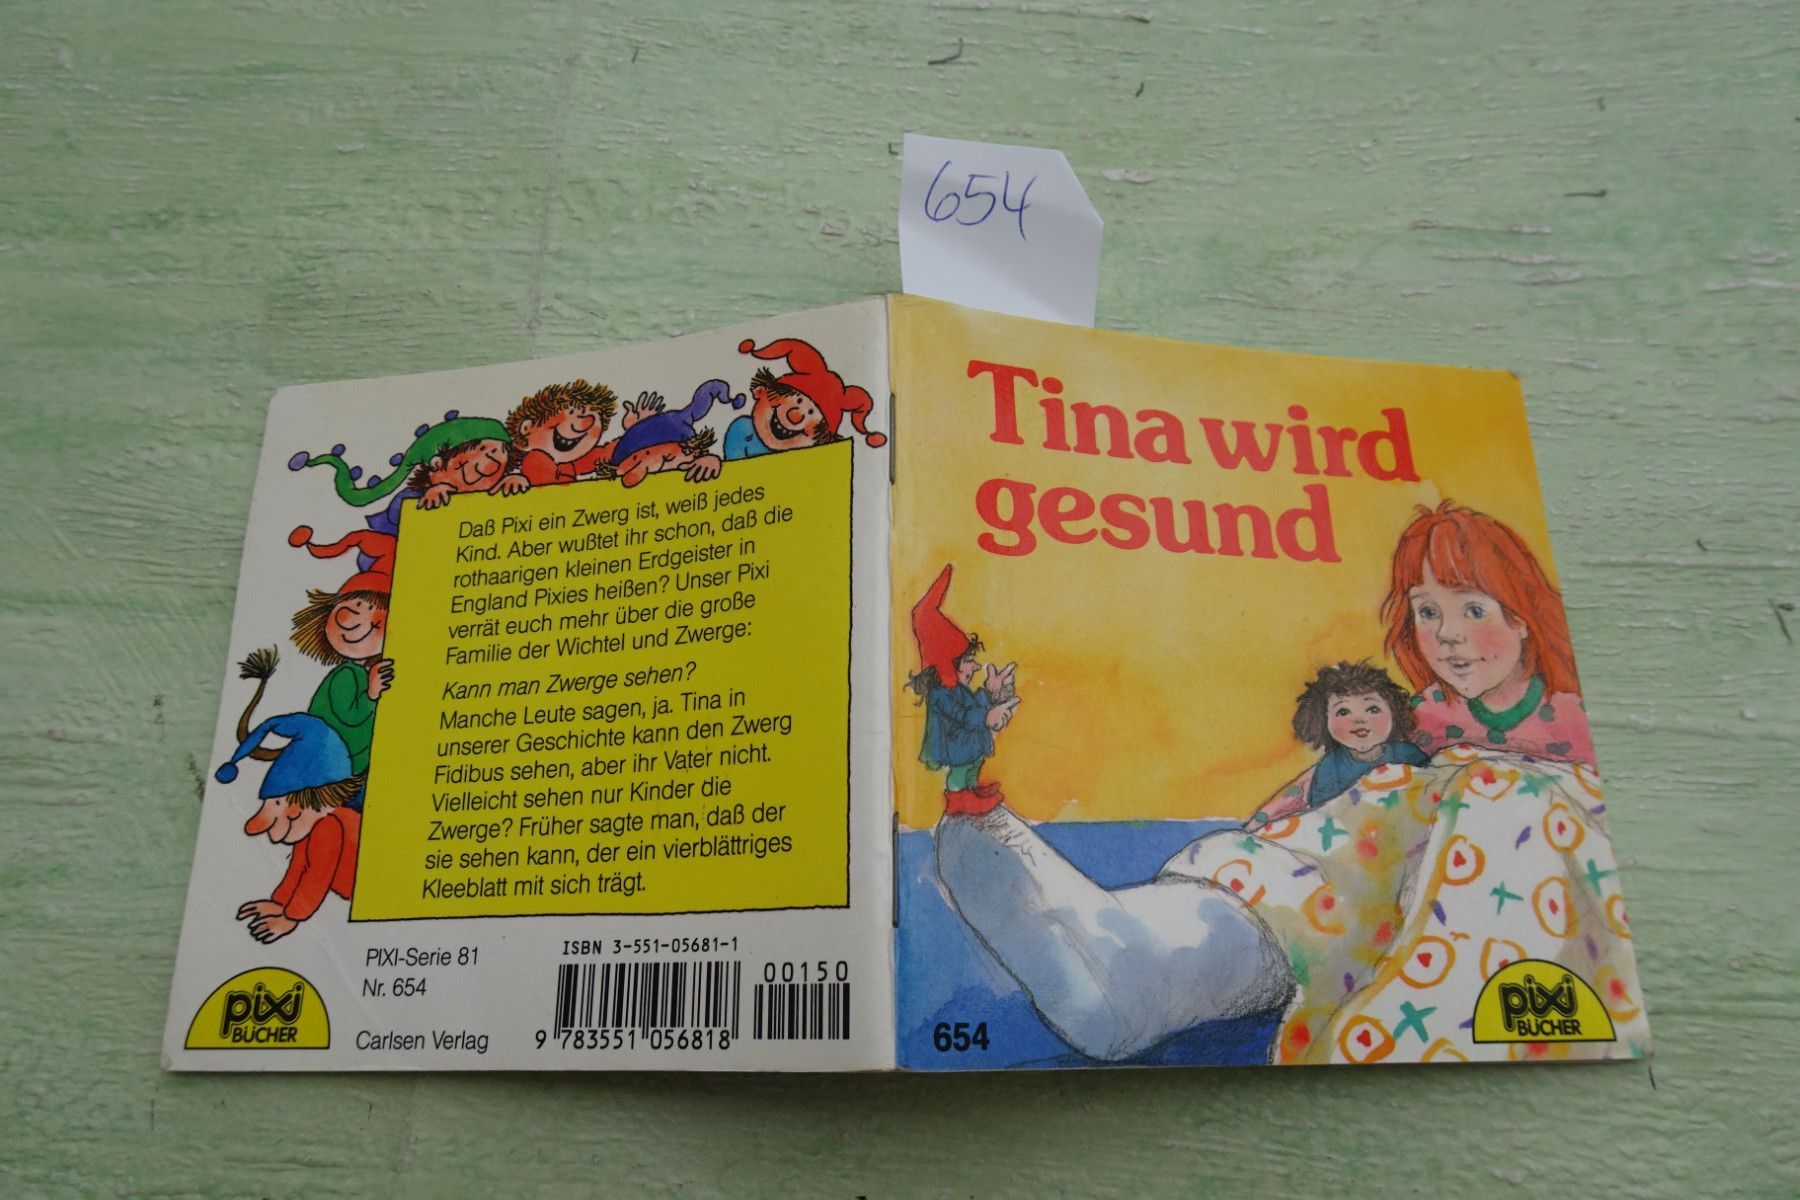 654
Daß Pixi ein Zwerg ist, weiß jedes
Kind. Aber wußtet ihr schon, daß die
rothaarigen kleinen Erdgeister in
England Pixies heißen? Unser Pixi
verrät euch mehr über die große
Familie der Wichtel und Zwerge:
Kann man Zwerge sehen?
Manche Leute sagen, ja. Tina in
unserer Geschichte kann den Zwerg
Fidibus sehen, aber ihr Vater nicht.
Vielleicht sehen nur Kinder die
Zwerge? Früher sagte man, daß der
sie sehen kann, der ein vierblättriges
Kleeblatt mit sich trägt.
PIXI-Serie 81
Nr. 654
Carlsen Verlag
pixi
BÜCHER
ISBN 3-551-05681-1
00150
9 783551 056818
Tina wird
gesund
654
pixi
BÜCHER